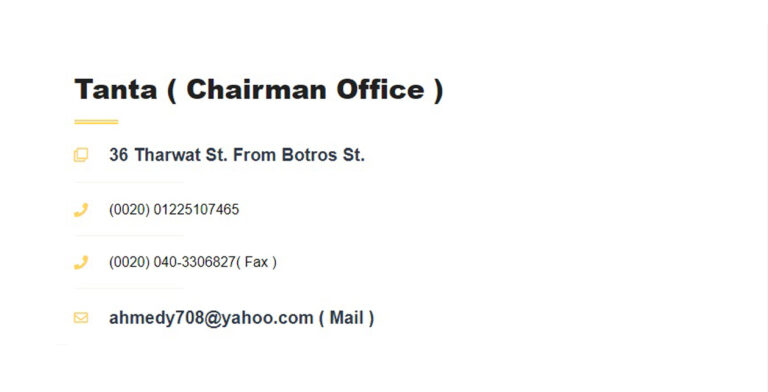 Tanta ( Chairman Office )
36 Tharwat St. From Botros St.
(0020) 01225107465
(0020) 040-3306827( Fax )
ahmedy708@yahoo.com ( Mail )